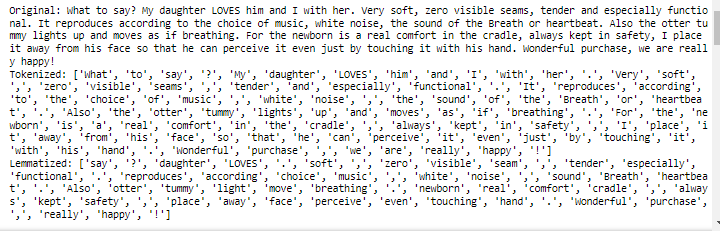 Original: What to say? My daughter LOVES him and I with her. Very soft, zero visible seams, tender and especially functio
nal. It reproduces according to the choice of music, white noise, the sound of the Breath or heartbeat. Also the otter tu
mmy lights up and moves as if breathing. For the newborn is a real comfort in the cradle, always kept in safety, I place
it away from his face so that he can perceive it even just by touching it with his hand. Wonderful purchase, we are reall
y happy!
Tokenized: ['What', 'to', 'say', '?', 'My', 'daughter', 'LOVES', 'him', 'and', 'I', 'with', 'her', '.', 'Very', 'soft',
',', 'zero', 'visible', 'seams', ',', 'tender', 'and', 'especially', 'functional', '.', 'It', 'reproduces', 'according',
'to', 'the', 'choice', 'of', 'music', ',', 'white', 'noise', ',', 'the', 'sound', 'of', 'the', 'Breath', 'or', 'heartbea
t', '.', 'Also', 'the', 'otter', 'tummy', 'lights', 'up', 'and', 'moves', 'as', 'if', 'breathing', '.', 'For', 'the', 'ne
wborn', 'is', 'a', 'real', 'comfort', 'in', 'the', 'cradle', ',', 'always', 'kept', 'in', 'safety', ',', 'I', 'place', 'i
t', 'away', 'from', 'his', 'face', 'so', 'that', 'he', 'can', 'perceive', 'it', 'even', 'just', 'by', 'touching', 'it',
'with', 'his', 'hand', '.', 'Wonderful', 'purchase', ',', 'we', 'are', 'really', 'happy', '!']
Lemmatized: ['say', '?', 'daughter', 'LOVES', '.', 'soft', ',', 'zero', 'visible', 'seam', ',', 'tender', 'especially',
'functional', '.', 'reproduces', 'according', 'choice', 'music', ',', 'white', 'noise', ',', 'sound', 'Breath', 'heartbea
t', '.', 'Also', 'otter', 'tummy', 'light', 'move', 'breathing', '.', 'newborn', 'real', 'comfort', 'cradle', ',', 'alway
s', 'kept', 'safety', ',', 'place', 'away', 'face', 'perceive', 'even', 'touching', 'hand', '.', 'Wonderful', 'purchase',
',', 'really', 'happy', '!']